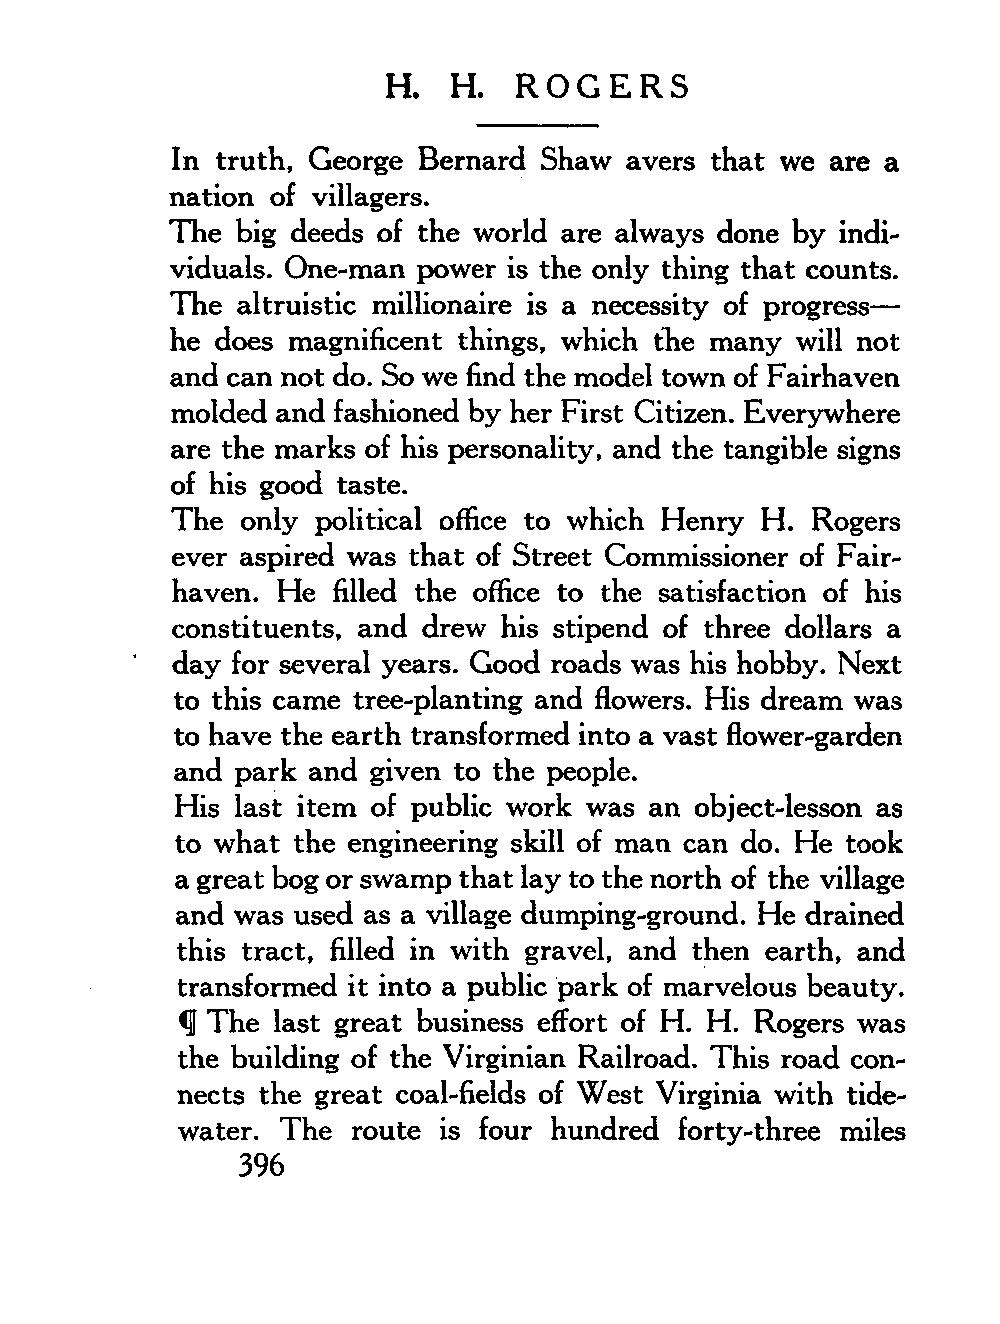 H. H. ROGERS
In truth, George Bernard Shaw avers that we are a
nation of villagers.
The big deeds of the world are always done by indi-
viduals. One-man power is the only thing that counts.
The altruistic millionaire is a necessity of progress—
he does magnificent things, which the many will not
and can not do. So we find the model town of Fairhaven
molded and fashioned by her First Citizen. Everywhere
are the marks of his personality, and the tangible signs
of his good taste.
The only political office to which Henry H. Rogers
ever aspired was that of Street Commissioner of Fair-
haven. He filled the office to the satisfaction of his
constituents, and drew his stipend of three dollars a
day for several years. Good roads was his hobby. Next
to this came tree-planting and flowers. His dream was
to have the earth transformed into a vast flower-garden
and park and given to the people.
His last item of public work was an object-lesson as
to what the engineering skill of man can do. He took
a great bog or swamp that lay to the north of the village
and was used as a village dumping-ground. He drained
this tract, filled in with gravel, and then earth, and
transformed it into a public park of marvelous beauty.
¶ The last great business effort of H. H. Rogers was
the building of the Virginian Railroad. This road con-
nects the great coal-fields of West Virginia with tide-
water. The route is four hundred forty-three miles
396